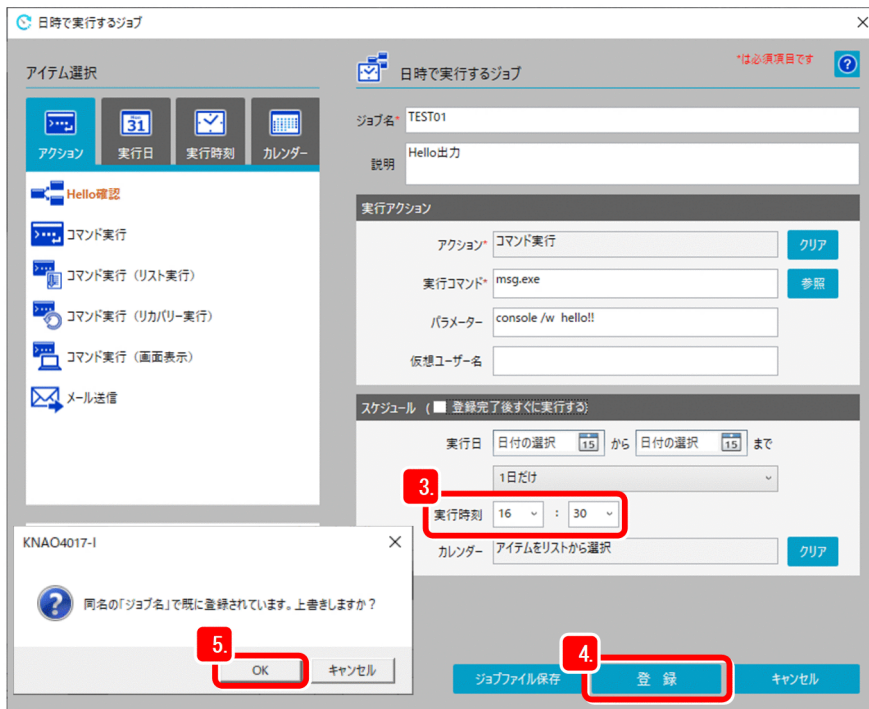 日時で実行するジョブ
アイテム選択
アクション
31
実行日
実行時刻
カレンダー
Hello確認
コマンド実行
コマンド実行（リスト実行）
コマンド実行（リカバリー実行）
コマンド実行（画面表示）
メール送信
日時で実行するジョブ
*は必須項目です
?
ジョブ名* TEST01
説明 Hello出力
実行アクション
アクション* コマンド実行 クリア
実行コマンド* msg.exe 参照
パラメーター console /w hello!!
仮想ユーザー名
スケジュール （ 登録完了後すぐに実行する）
実行日 日付の選択 15 から 日付の選択 15 まで
1日だけ
3.
実行時刻 16 : 30
カレンダー アイテムをリストから選択 クリア
KNAO4017-I
?
同名の「ジョブ名」で既に登録されています。上書きしますか？
5.
OK キャンセル
4.
ジョブファイル保存 登 録 キャンセル